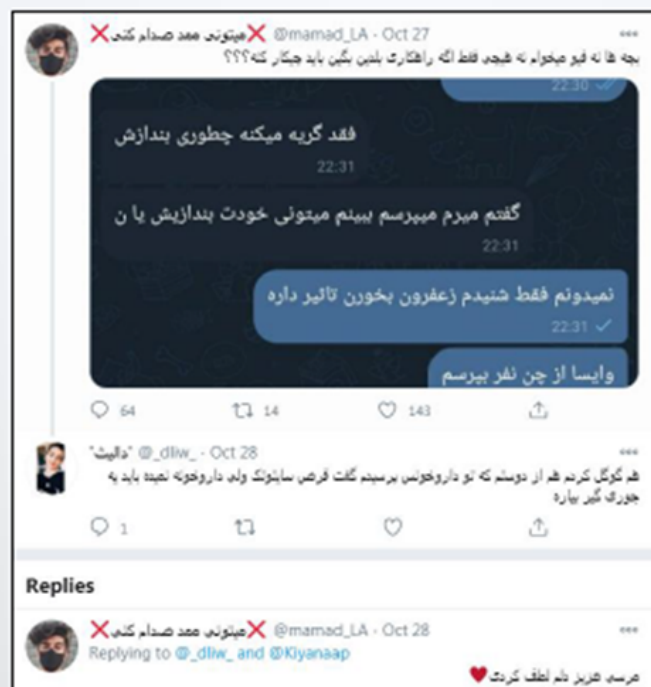 ❌میتونی ممد صدام کنی❌ @mamad_LA · Oct 27
بچه ها نه فیو میخوام نه هیچی فقط اگه راهکاری بلدین بگین باید چیکار کنه؟؟؟
22:30
فقد گریه میکنه چطوری بندازش
22:31
گفتم میرم میپرسم ببینم میتونی خودت بندازیش یا ن
22:31
نمیدونم فقط شنیدم زعفرون بخورن تاثیر داره
22:31
وایسا از چن نفر بپرسم
64 14 143
"دالیت" @_dliw_ · Oct 28
هم گوگل کردم هم از دوستم که تو داروخونس پرسیدم گفت قرص سایتوتک ولی داروخونه نمیده باید یه
جوری گیر بیاره
1
Replies
❌میتونی ممد صدام کنی❌ @mamad_LA · Oct 28
Replying to @_dliw_ and @Kiyanaap
مرسی عزیز دلم لطف کردی❤